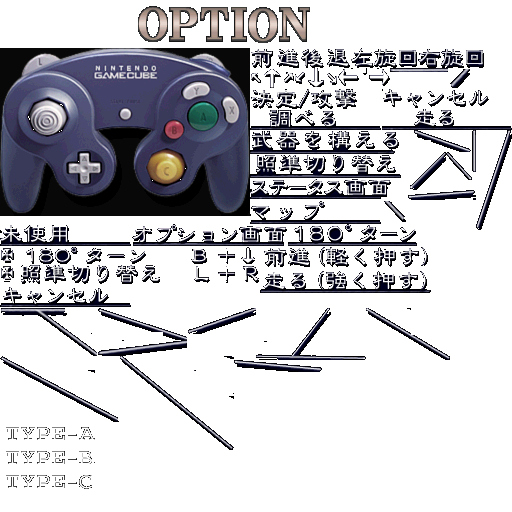 OPTION
NINTENDO
GAMECUBE
L
Y
X
A
B
C
前進後退左旋回右旋回
↑ ↓ ← →
決定/攻撃 キャンセル
調べる 走る
武器を構える
照準切り替え
ステータス画面
マップ
未使用 オプション画面 180°ターン
180°ターン B+↓ 前進(軽く押す)
照準切り替え L+R 走る(強く押す)
キャンセル
TYPE-A
TYPE-B
TYPE-C